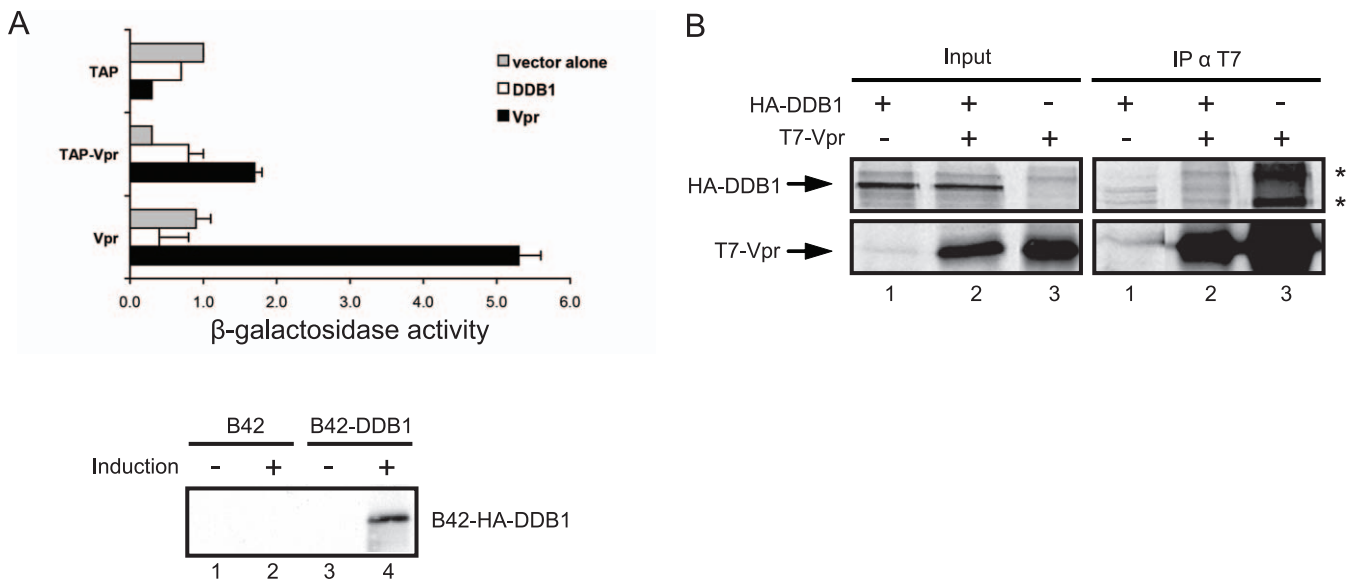 A
TAP
TAP-Vpr
Vpr
vector alone
DDB1
Vpr
0.0 1.0 2.0 3.0 4.0 5.0 6.0
β-galactosidase activity
B42 B42-DDB1
Induction - + - +
B42-HA-DDB1
1 2 3 4
B
Input IP α T7
HA-DDB1 + + - + + -
T7-Vpr - + + - + +
HA-DDB1 *
*
T7-Vpr
1 2 3 1 2 3